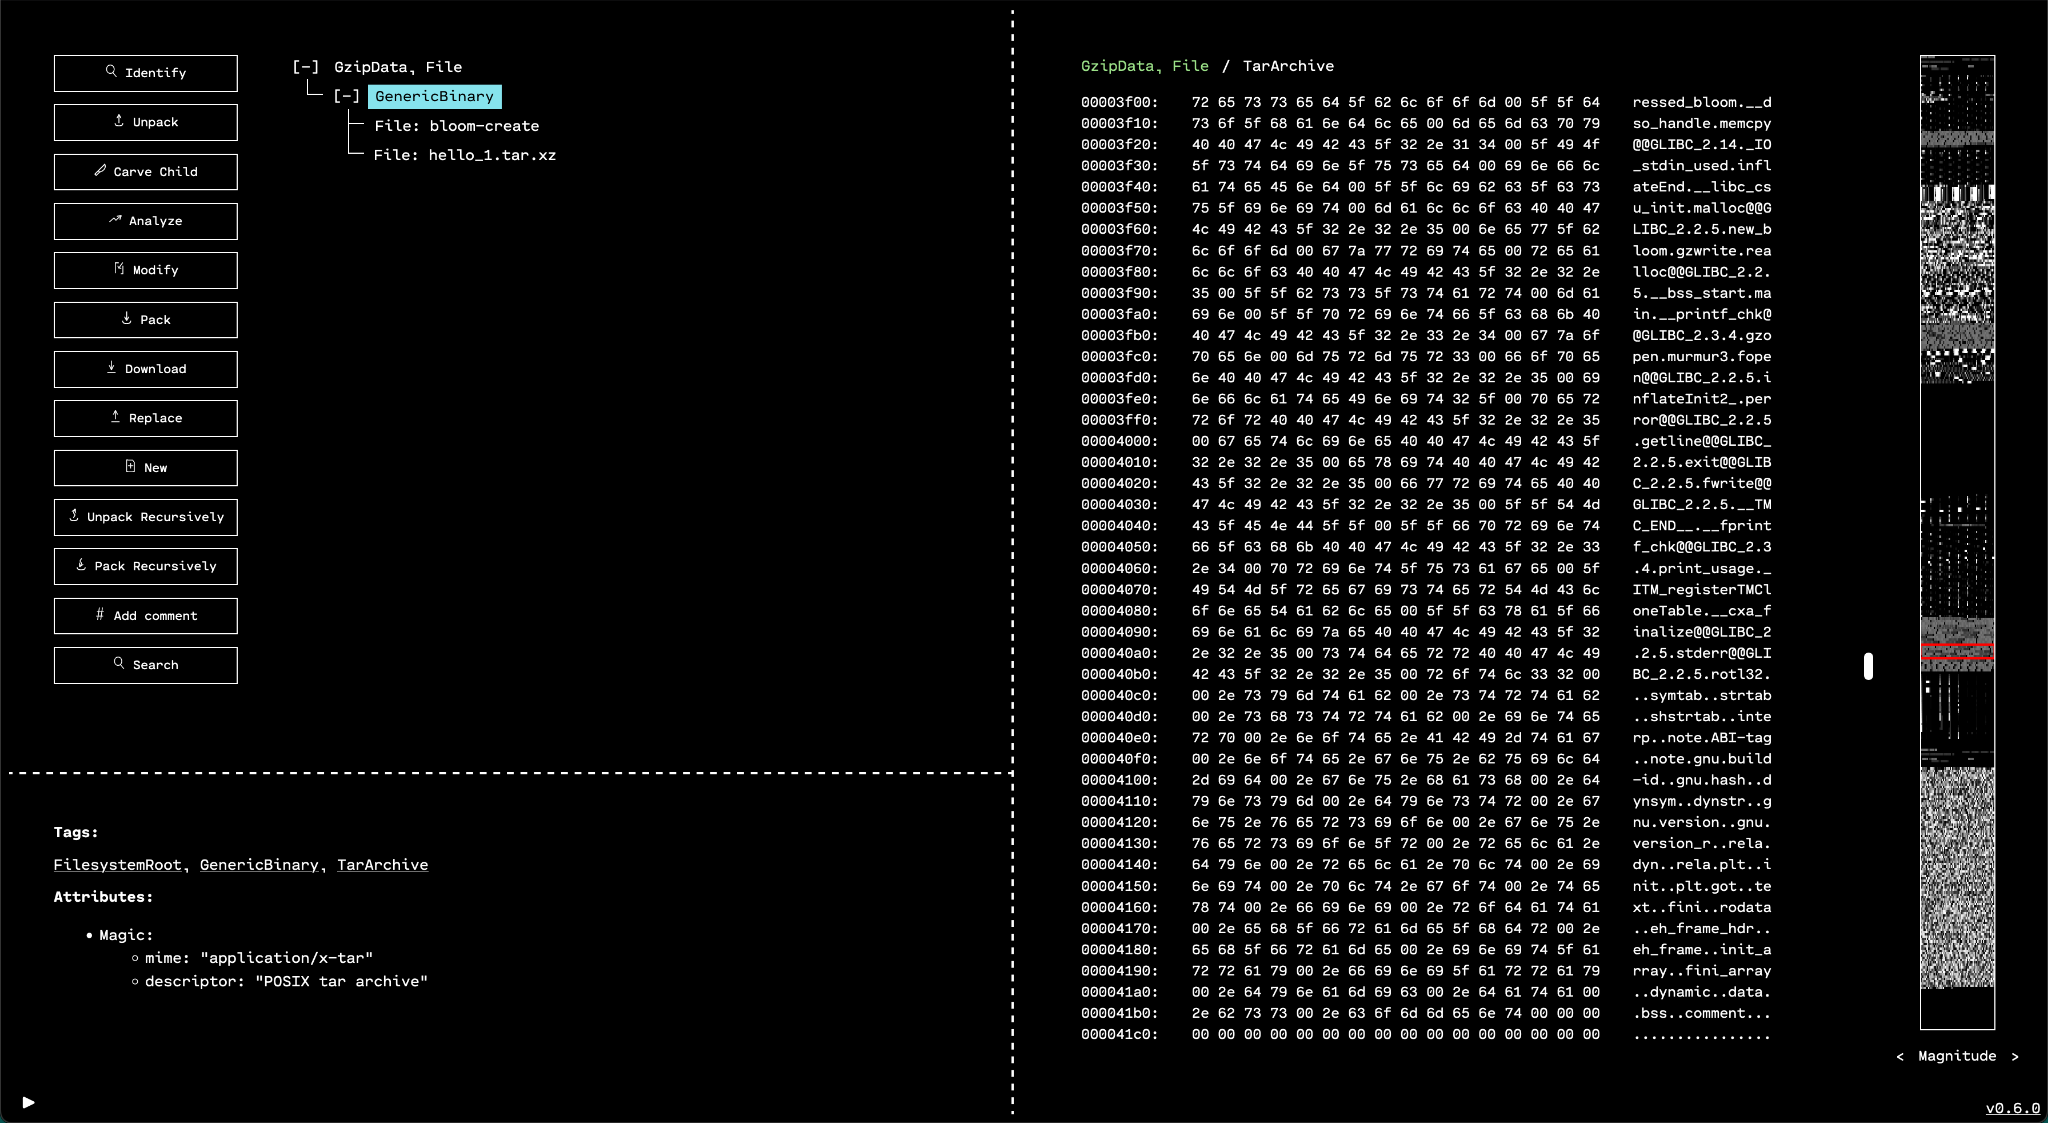 Identify
Unpack
Carve Child
Analyze
Modify
Pack
Download
Replace
New
Unpack Recursively
Pack Recursively
# Add comment
Search
[-] GzipData, File
[-] GenericBinary
File: bloom-create
File: hello_1.tar.xz
Tags:
FilesystemRoot, GenericBinary, TarArchive
Attributes:
• Magic:
○ mime: "application/x-tar"
○ descriptor: "POSIX tar archive"
GzipData, File / TarArchive
00003f00: 72 65 73 73 65 64 5f 62 6c 6f 6f 6d 00 5f 5f 64 ressed_bloom.__d
00003f10: 73 6f 5f 68 61 6e 64 6c 65 00 6d 65 6d 63 70 79 so_handle.memcpy
00003f20: 40 40 47 4c 49 42 43 5f 32 2e 31 34 00 5f 49 4f @@GLIBC_2.14._IO
00003f30: 5f 73 74 64 69 6e 5f 75 73 65 64 00 69 6e 66 6c _stdin_used.infl
00003f40: 61 74 65 45 6e 64 00 5f 5f 6c 69 62 63 5f 63 73 ateEnd.__libc_cs
00003f50: 75 5f 69 6e 69 74 00 6d 61 6c 6c 6f 63 40 40 47 u_init.malloc@@G
00003f60: 4c 49 42 43 5f 32 2e 32 2e 35 00 6e 65 77 5f 62 LIBC_2.2.5.new_b
00003f70: 6c 6f 6f 6d 00 67 7a 77 72 69 74 65 00 72 65 61 loom.gzwrite.rea
00003f80: 6c 6c 6f 63 40 40 47 4c 49 42 43 5f 32 2e 32 2e lloc@@GLIBC_2.2.
00003f90: 35 00 5f 5f 62 73 73 5f 73 74 61 72 74 00 6d 61 5.__bss_start.ma
00003fa0: 69 6e 00 5f 5f 70 72 69 6e 74 66 5f 63 68 6b 40 in.__printf_chk@
00003fb0: 40 47 4c 49 42 43 5f 32 2e 33 2e 34 00 67 7a 6f @GLIBC_2.3.4.gzo
00003fc0: 70 65 6e 00 6d 75 72 6d 75 72 33 00 66 6f 70 65 pen.murmur3.fope
00003fd0: 6e 40 40 47 4c 49 42 43 5f 32 2e 32 2e 35 00 69 n@@GLIBC_2.2.5.i
00003fe0: 6e 66 6c 61 74 65 49 6e 69 74 32 5f 00 70 65 72 nflateInit2_.per
00003ff0: 72 6f 72 40 40 47 4c 49 42 43 5f 32 2e 32 2e 35 ror@@GLIBC_2.2.5
00004000: 00 67 65 74 6c 69 6e 65 40 40 47 4c 49 42 43 5f .getline@@GLIBC_
00004010: 32 2e 32 2e 35 00 65 78 69 74 40 40 47 4c 49 42 2.2.5.exit@@GLIB
00004020: 43 5f 32 2e 32 2e 35 00 66 77 72 69 74 65 40 40 C_2.2.5.fwrite@@
00004030: 47 4c 49 42 43 5f 32 2e 32 2e 35 00 5f 5f 54 4d GLIBC_2.2.5.__TM
00004040: 43 5f 45 4e 44 5f 5f 00 5f 5f 66 70 72 69 6e 74 C_END__.__fprint
00004050: 66 5f 63 68 6b 40 40 47 4c 49 42 43 5f 32 2e 33 f_chk@@GLIBC_2.3
00004060: 2e 34 00 70 72 69 6e 74 5f 75 73 61 67 65 00 5f .4.print_usage._
00004070: 49 54 4d 5f 72 65 67 69 73 74 65 72 54 4d 43 6c ITM_registerTMCl
00004080: 6f 6e 65 54 61 62 6c 65 00 5f 5f 63 78 61 5f 66 oneTable.__cxa_f
00004090: 69 6e 61 6c 69 7a 65 40 40 47 4c 49 42 43 5f 32 inalize@@GLIBC_2
000040a0: 2e 32 2e 35 00 73 74 64 65 72 72 40 40 47 4c 49 .2.5.stderr@@GLI
000040b0: 42 43 5f 32 2e 32 2e 35 00 72 6f 74 6c 33 32 00 BC_2.2.5.rotl32.
000040c0: 00 2e 73 79 6d 74 61 62 00 2e 73 74 72 74 61 62 ..symtab..strtab
000040d0: 00 2e 73 68 73 74 72 74 61 62 00 2e 69 6e 74 65 ..shstrtab..inte
000040e0: 72 70 00 2e 6e 6f 74 65 2e 41 42 49 2d 74 61 67 rp..note.ABI-tag
000040f0: 00 2e 6e 6f 74 65 2e 67 6e 75 2e 62 75 69 6c 64 ..note.gnu.build
00004100: 2d 69 64 00 2e 67 6e 75 2e 68 61 73 68 00 2e 64 -id..gnu.hash..d
00004110: 79 6e 73 79 6d 00 2e 64 79 6e 73 74 72 00 2e 67 ynsym..dynstr..g
00004120: 6e 75 2e 76 65 72 73 69 6f 6e 00 2e 67 6e 75 2e nu.version..gnu.
00004130: 76 65 72 73 69 6f 6e 5f 72 00 2e 72 65 6c 61 2e version_r..rela.
00004140: 64 79 6e 00 2e 72 65 6c 61 2e 70 6c 74 00 2e 69 dyn..rela.plt..i
00004150: 6e 69 74 00 2e 70 6c 74 2e 67 6f 74 00 2e 74 65 nit..plt.got..te
00004160: 78 74 00 2e 66 69 6e 69 00 2e 72 6f 64 61 74 61 xt..fini..rodata
00004170: 00 2e 65 68 5f 66 72 61 6d 65 5f 68 64 72 00 2e ..eh_frame_hdr..
00004180: 65 68 5f 66 72 61 6d 65 00 2e 69 6e 69 74 5f 61 eh_frame..init_a
00004190: 72 72 61 79 00 2e 66 69 6e 69 5f 61 72 72 61 79 rray..fini_array
000041a0: 00 2e 64 79 6e 61 6d 69 63 00 2e 64 61 74 61 00 ..dynamic..data.
000041b0: 2e 62 73 73 00 2e 63 6f 6d 6d 65 6e 74 00 00 00 .bss..comment...
000041c0: 00 00 00 00 00 00 00 00 00 00 00 00 00 00 00 00 ................
< Magnitude >
v0.6.0